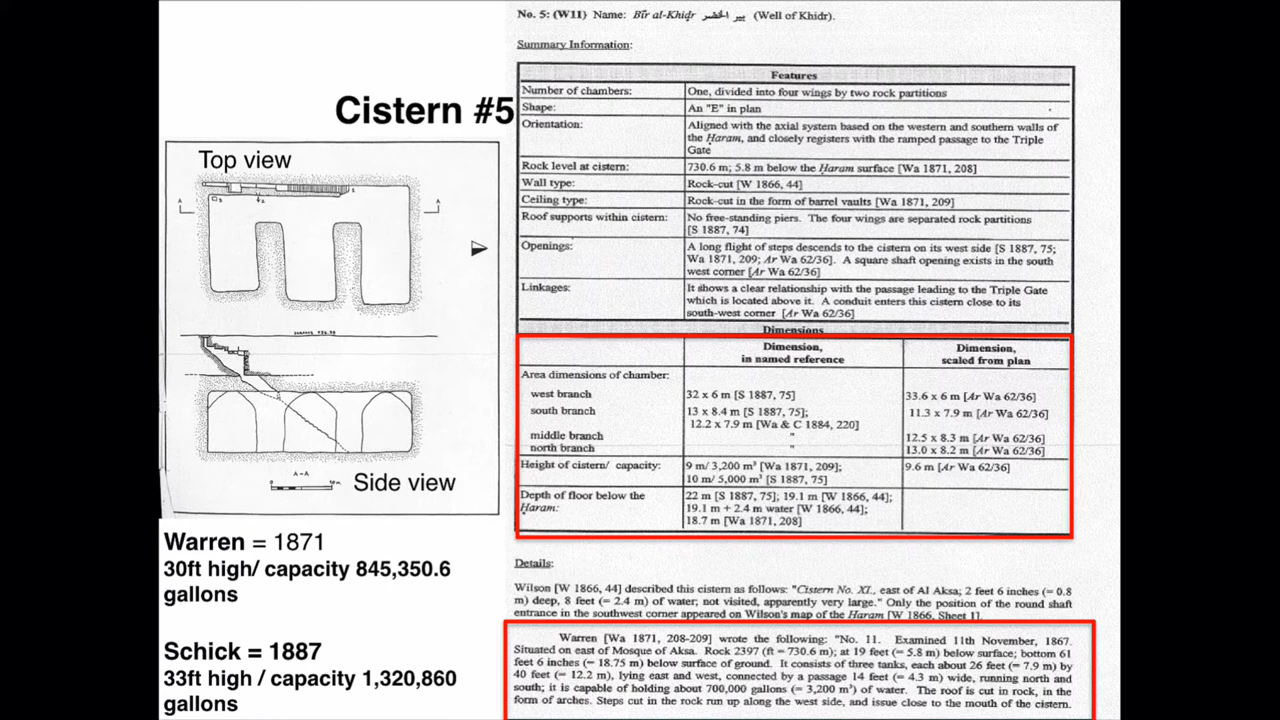 No. 5: (W11) Name: Bīr al-Khiḍr بير الخضر (Well of Khidr).
Summary Information:
Cistern #5
Top view
A A
Side view
A - A
Warren = 1871
30ft high/ capacity 845,350.6
gallons
Schick = 1887
33ft high / capacity 1,320,860
gallons
Features
Number of chambers: One, divided into four wings by two rock partitions
Shape: An "E" in plan
Orientation: Aligned with the axial system based on the western and southern walls of
the Ḥaram, and closely registers with the ramped passage to the Triple
Gate
Rock level at cistern: 730.6 m; 5.8 m below the Ḥaram surface [Wa 1871, 208]
Wall type: Rock-cut [W 1866, 44]
Ceiling type: Rock-cut in the form of barrel vaults [Wa 1871, 209]
Roof supports within cistern: No free-standing piers. The four wings are separated rock partitions
[S 1887, 74]
Openings: A long flight of steps descends to the cistern on its west side [S 1887, 75;
Wa 1871, 209; Ar Wa 62/36]. A square shaft opening exists in the south
west corner [Ar Wa 62/36]
Linkages: It shows a clear relationship with the passage leading to the Triple Gate
which is located above it. A conduit enters this cistern close to its
south-west corner [Ar Wa 62/36]
Dimensions
Dimension, Dimension,
in named reference scaled from plan
Area dimensions of chamber:
west branch 32 x 6 m [S 1887, 75] 33.6 x 6 m [Ar Wa 62/36]
south branch 13 x 8.4 m [S 1887, 75]; 11.3 x 7.9 m [Ar Wa 62/36]
12.2 x 7.9 m [Wa & C 1884, 220]
middle branch " 12.5 x 8.3 m [Ar Wa 62/36]
north branch " 13.0 x 8.2 m [Ar Wa 62/36]
Height of cistern/ capacity: 9 m/ 3,200 m³ [Wa 1871, 209]; 9.6 m [Ar Wa 62/36]
10 m/ 5,000 m³ [S 1887, 75]
Depth of floor below the 22 m [S 1887, 75]; 19.1 m [W 1866, 44];
Ḥaram: 19.1 m + 2.4 m water [W 1866, 44];
18.7 m [Wa 1871, 208]
Details:
Wilson [W 1866, 44] described this cistern as follows: "Cistern No. XI., east of Al Aksa; 2 feet 6 inches (= 0.8
m) deep, 8 feet (= 2.4 m) of water; not visited, apparently very large." Only the position of the round shaft
entrance in the southwest corner appeared on Wilson's map of the Haram [W 1866, Sheet 1].
Warren [Wa 1871, 208-209] wrote the following: "No. 11. Examined 11th November, 1867.
Situated on east of Mosque of Aksa. Rock 2397 (ft = 730.6 m); at 19 feet (= 5.8 m) below surface; bottom 61
feet 6 inches (= 18.75 m) below surface of ground. It consists of three tanks, each about 26 feet (= 7.9 m) by
40 feet (= 12.2 m), lying east and west, connected by a passage 14 feet (= 4.3 m) wide, running north and
south; it is capable of holding about 700,000 gallons (= 3,200 m³) of water. The roof is cut in rock, in the
form of arches. Steps cut in the rock run up along the west side, and issue close to the mouth of the cistern.